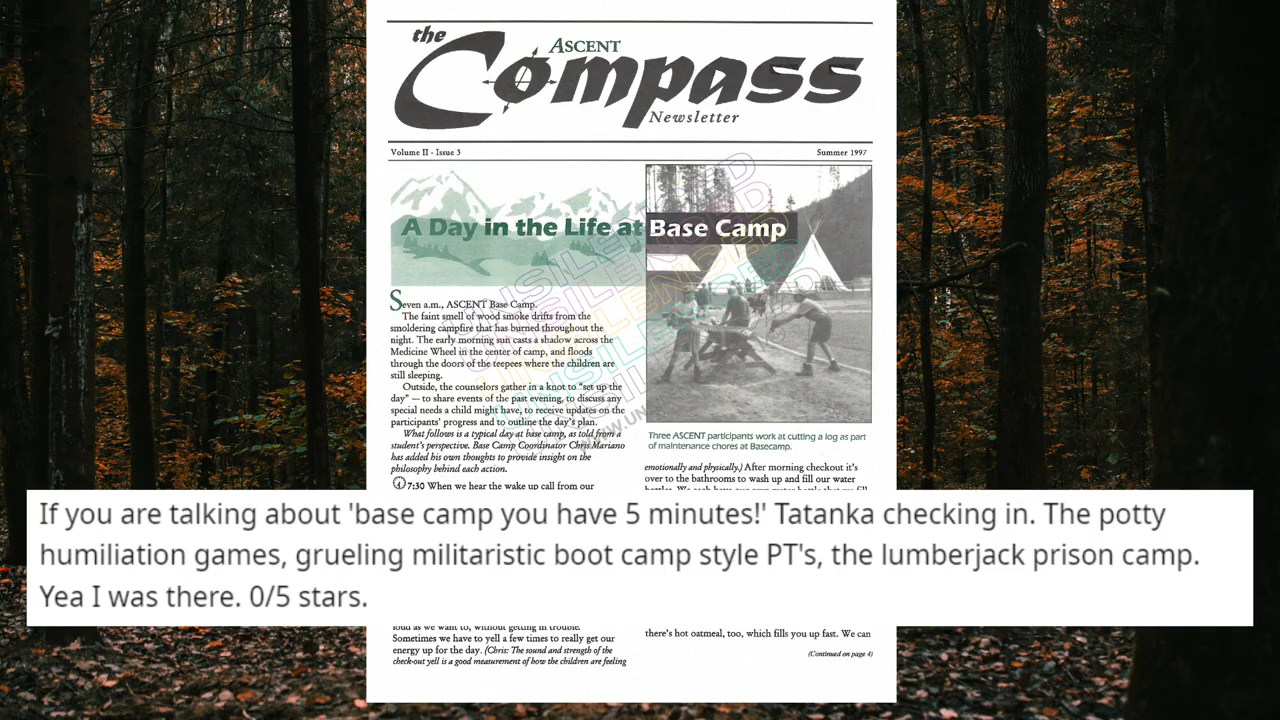 the
ASCENT
Compass
Newsletter
Volume II - Issue 3
Summer 1997
A Day in the Life at Base Camp
Seven a.m., ASCENT Base Camp.
The faint smell of wood smoke drifts from the
smoldering campfire that has burned throughout the
night. The early morning sun casts a shadow across the
Medicine Wheel in the center of camp, and floods
through the doors of the teepees where the children are
still sleeping.
Outside, the counselors gather in a knot to "set up the
day" — to share events of the past evening, to discuss any
special needs a child might have, to receive updates on the
participants' progress and to outline the day's plan.
What follows is a typical day at base camp, as told from a
student's perspective. Base Camp Coordinator Chris Mariano
has added his own thoughts to provide insight on the
philosophy behind each action.
7:30 When we hear the wake up call from our
Three ASCENT participants work at cutting a log as part
of maintenance chores at Basecamp.
emotionally and physically.) After morning checkout it's
over to the bathrooms to wash up and fill our water
If you are talking about 'base camp you have 5 minutes!' Tatanka checking in. The potty
humiliation games, grueling militaristic boot camp style PT's, the lumberjack prison camp.
Yea I was there. 0/5 stars.
loud as we want to, without getting in trouble.
Sometimes we have to yell a few times to really get our
energy up for the day. (Chris: The sound and strength of the
check-out yell is a good measurement of how the children are feeling
there's hot oatmeal, too, which fills you up fast. We can
(Continued on page 4)
UNSILENCED